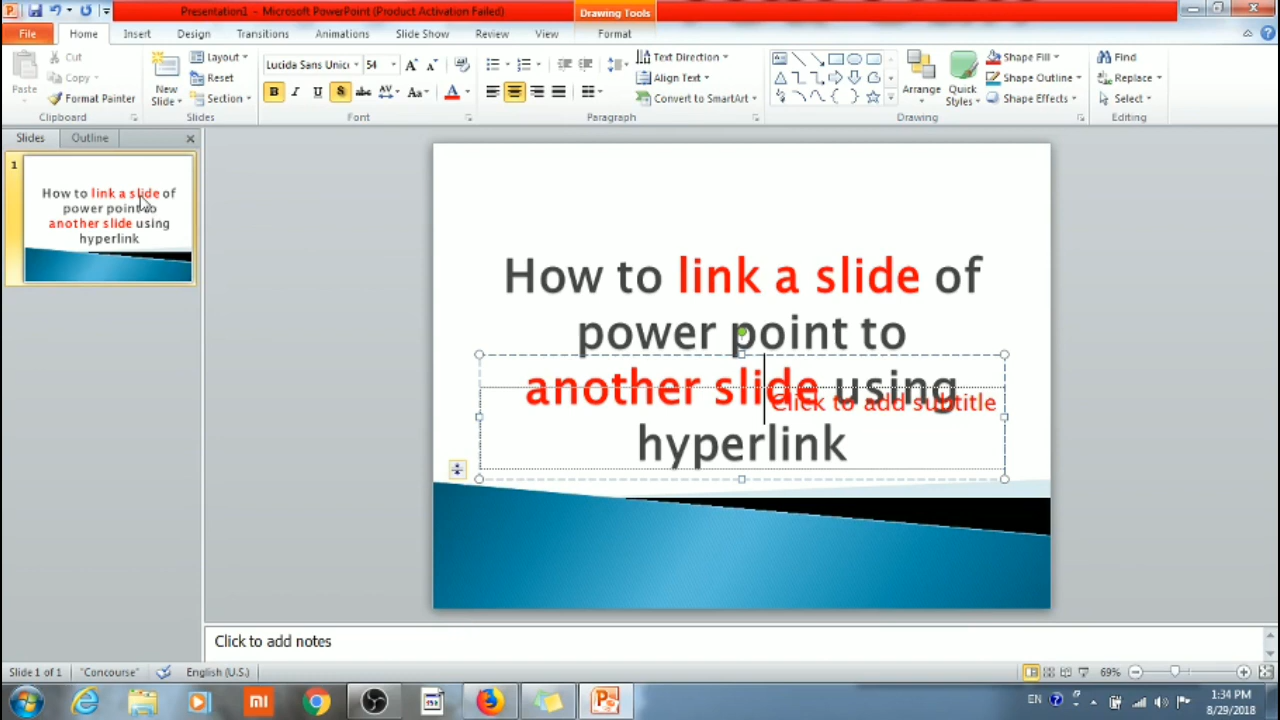 Presentation1 - Microsoft PowerPoint (Product Activation Failed)
Drawing Tools
File Home Insert Design Transitions Animations Slide Show Review View Format
Paste
Cut
Copy
Format Painter
Clipboard
New Slide
Layout
Reset
Section
Slides
Lucida Sans Unic 54
B I U S abc AV Aa A
Font
Text Direction
Align Text
Convert to SmartArt
Paragraph
Arrange
Quick Styles
Shape Fill
Shape Outline
Shape Effects
Drawing
Find
Replace
Select
Editing
Slides Outline
1
How to link a slide of
power point to
another slide using
hyperlink
How to link a slide of
power point to
another slide using
Click to add subtitle
hyperlink
Click to add notes
Slide 1 of 1 "Concourse" English (U.S.) 69%
EN
1:34 PM
8/29/2018